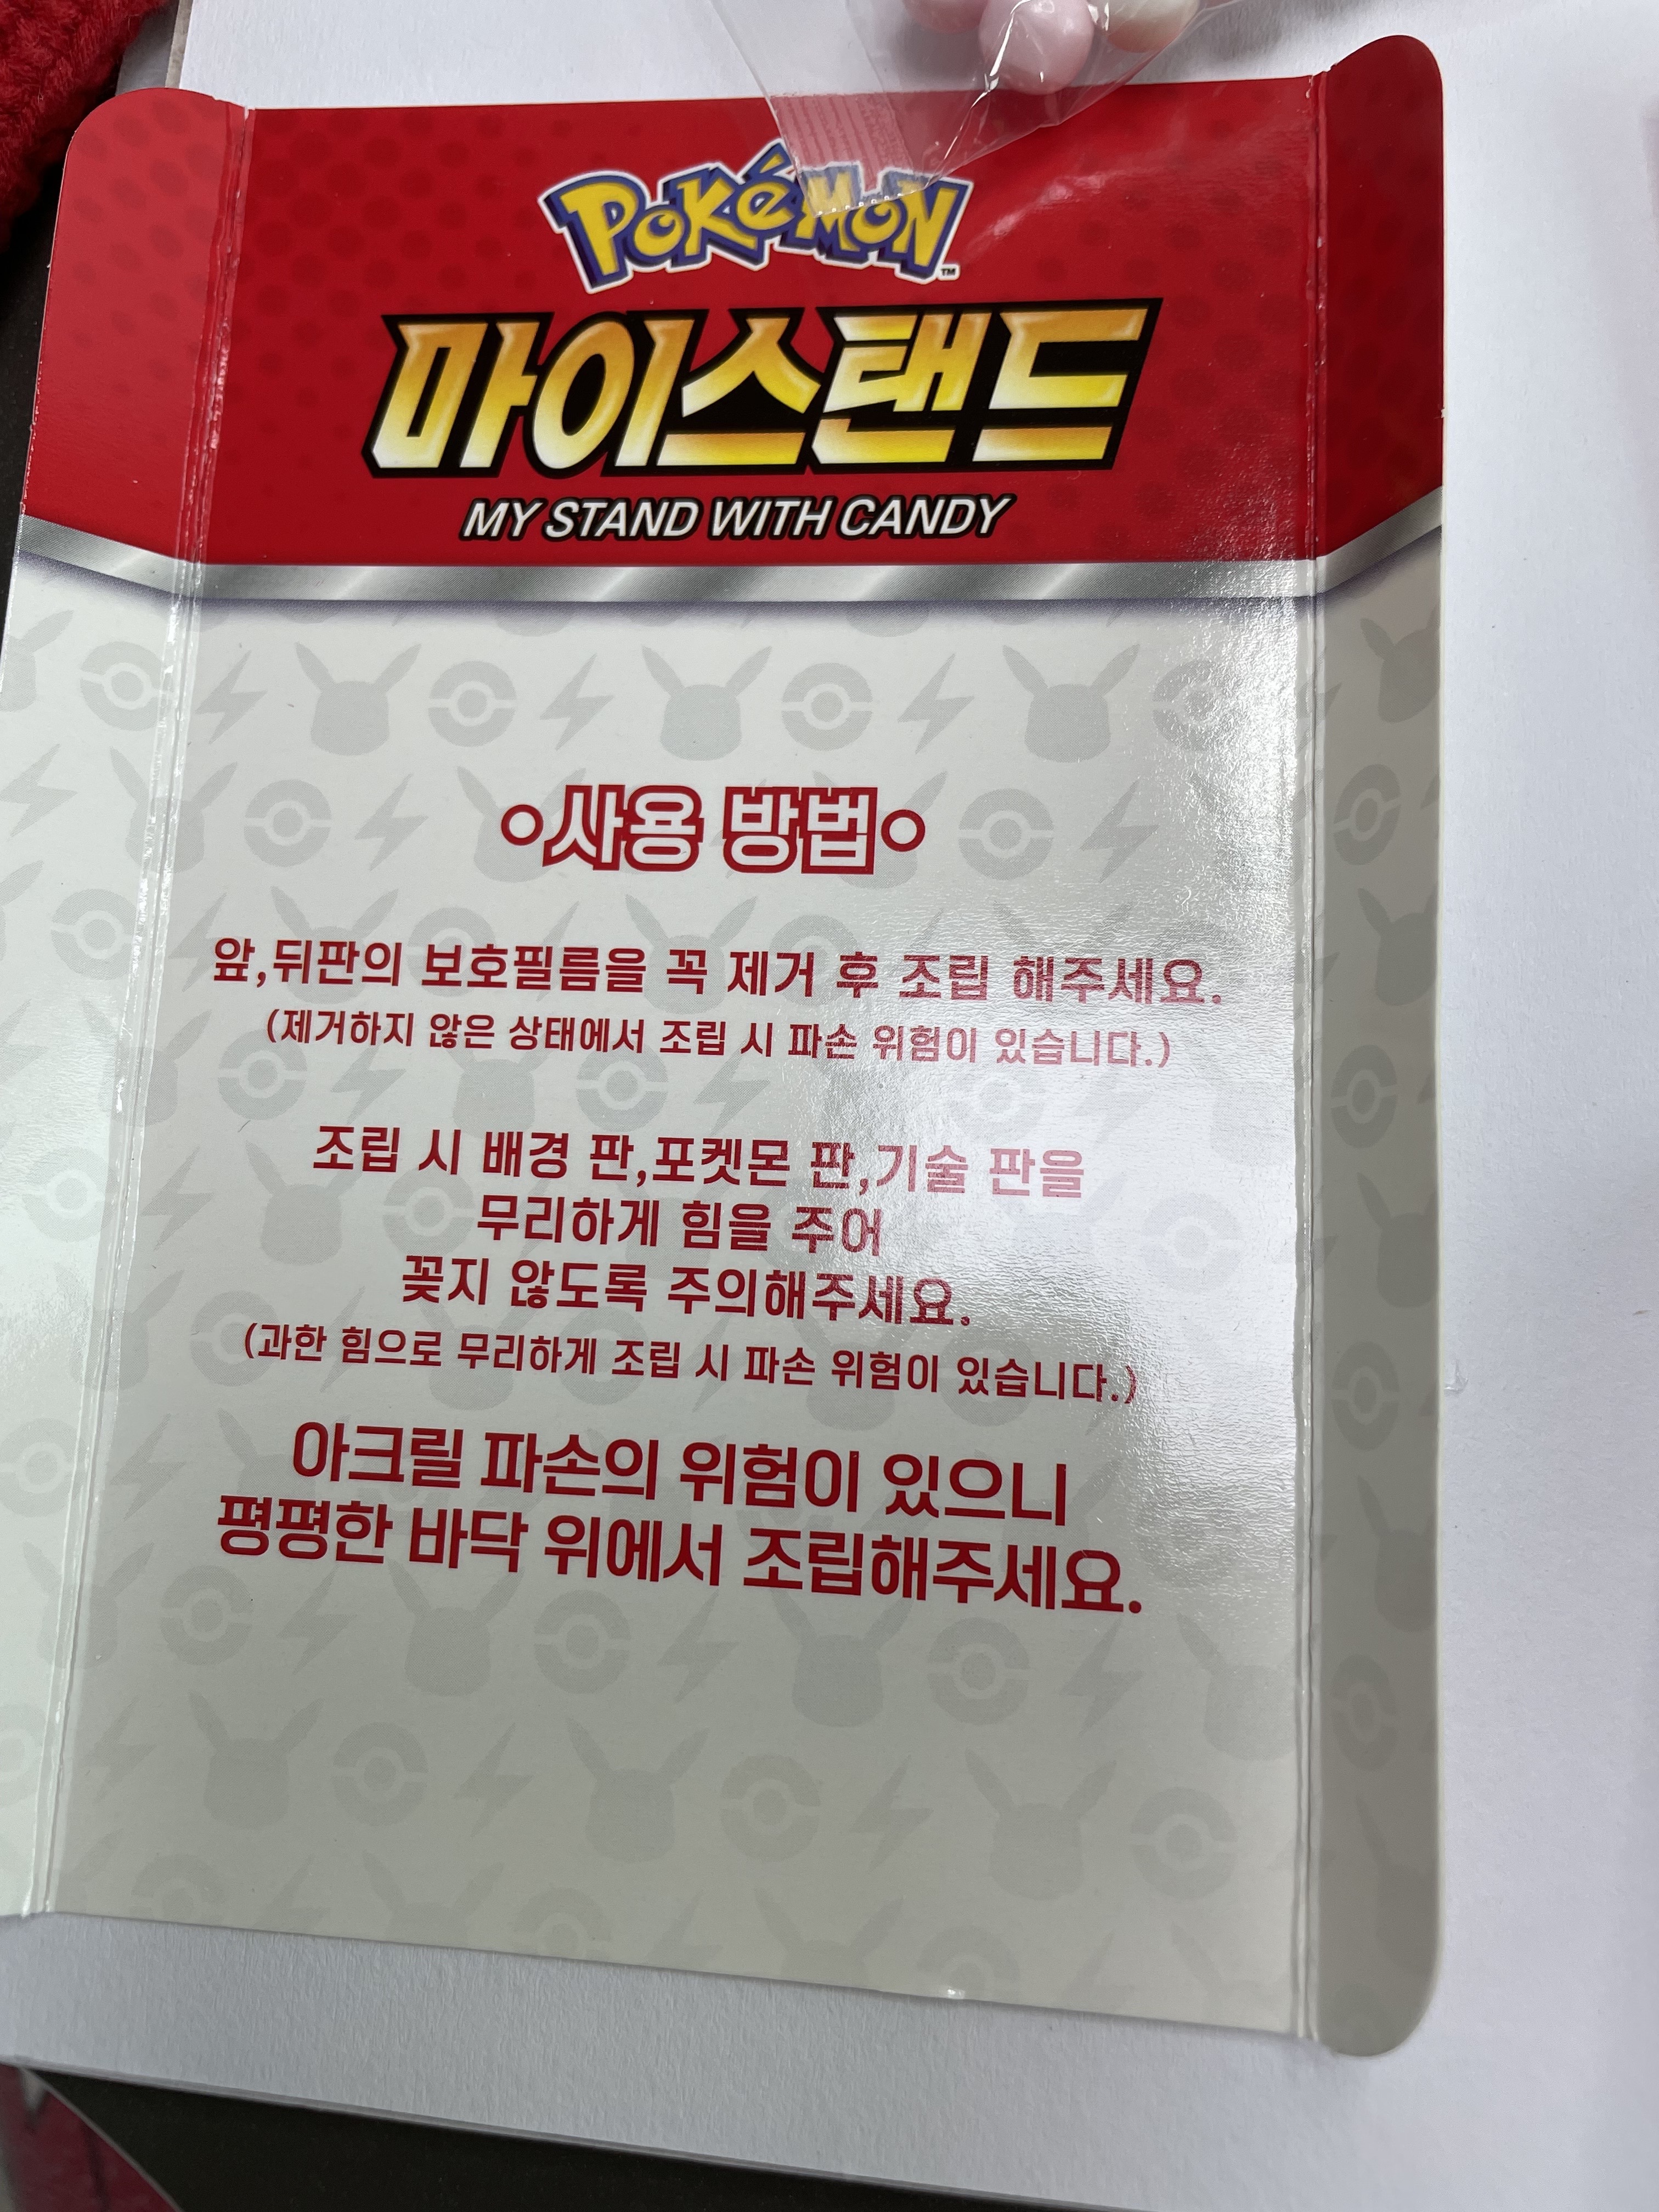 POKéMON™
마이스탠드
MY STAND WITH CANDY
사용 방법
앞,뒤판의 보호필름을 꼭 제거 후 조립 해주세요.
(제거하지 않은 상태에서 조립 시 파손 위험이 있습니다.)
조립 시 배경 판,포켓몬 판,기술 판을
무리하게 힘을 주어
꽂지 않도록 주의해주세요.
(과한 힘으로 무리하게 조립 시 파손 위험이 있습니다.)
아크릴 파손의 위험이 있으니
평평한 바닥 위에서 조립해주세요.